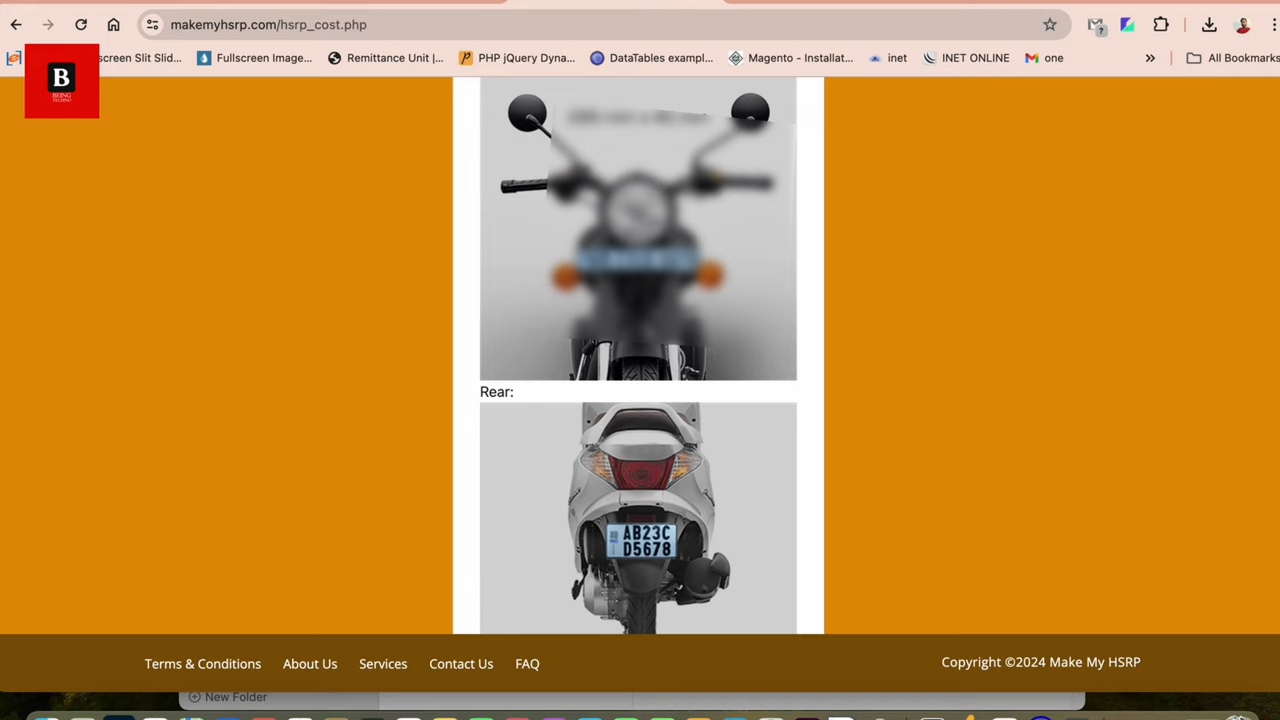 makemyhsrp.com/hsrp_cost.php
screen Slit Slid...
Fullscreen Image...
Remittance Unit |...
PHP jQuery Dyna...
DataTables exampl...
Magento - Installat...
inet
INET ONLINE
one
All Bookmarks
B
BEING
TECHNO
Rear:
AB23C
D5678
Terms & Conditions
About Us
Services
Contact Us
FAQ
Copyright ©2024 Make My HSRP
New Folder